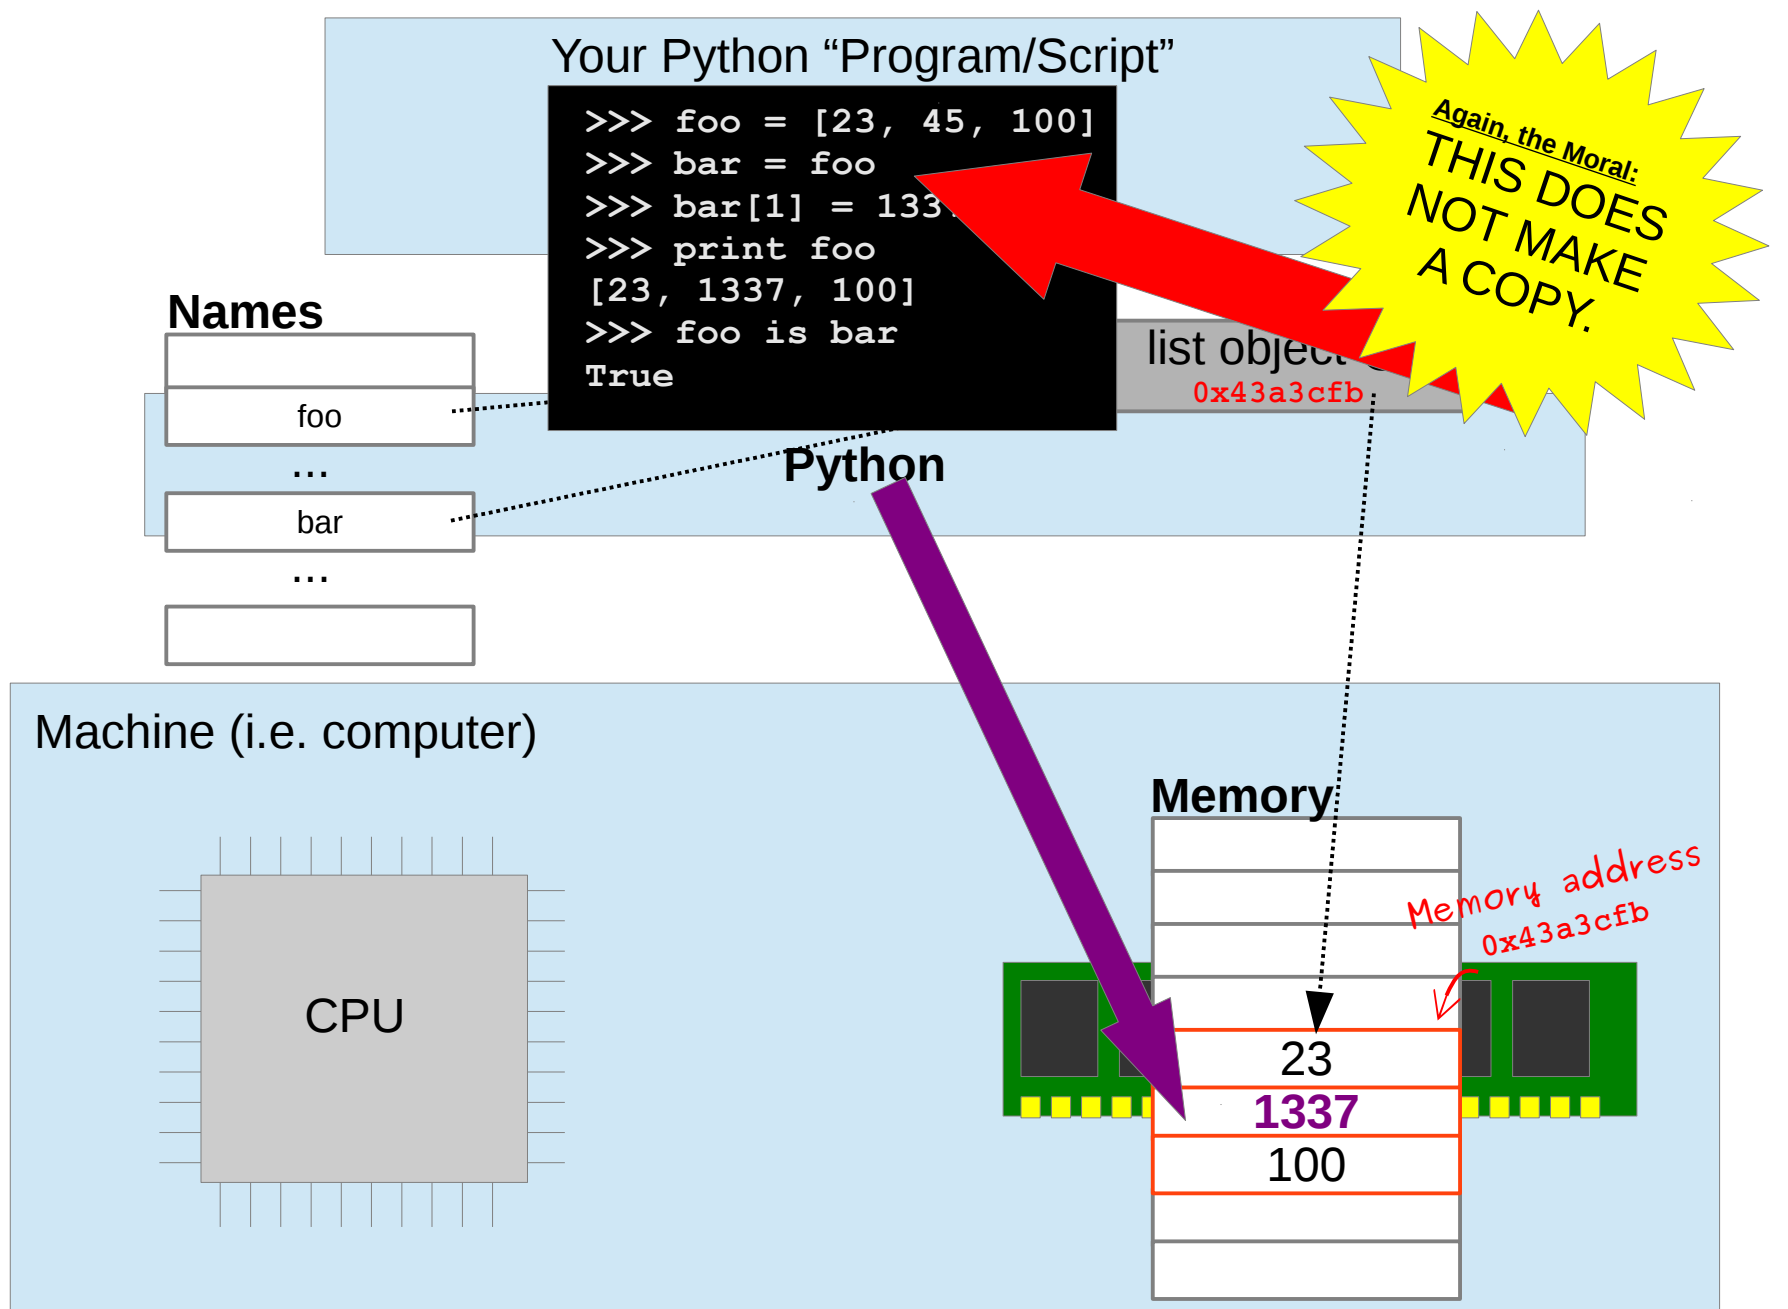 Your Python “Program/Script”
>>> foo = [23, 45, 100]
>>> bar = foo
>>> bar[1] = 133
>>> print foo
[23, 1337, 100]
>>> foo is bar
True
Again, the Moral:
THIS DOES
NOT MAKE
A COPY.
Names
foo
...
bar
...
list object
0x43a3cfb
Python
Machine (i.e. computer)
CPU
Memory
Memory address
0x43a3cfb
23
1337
100